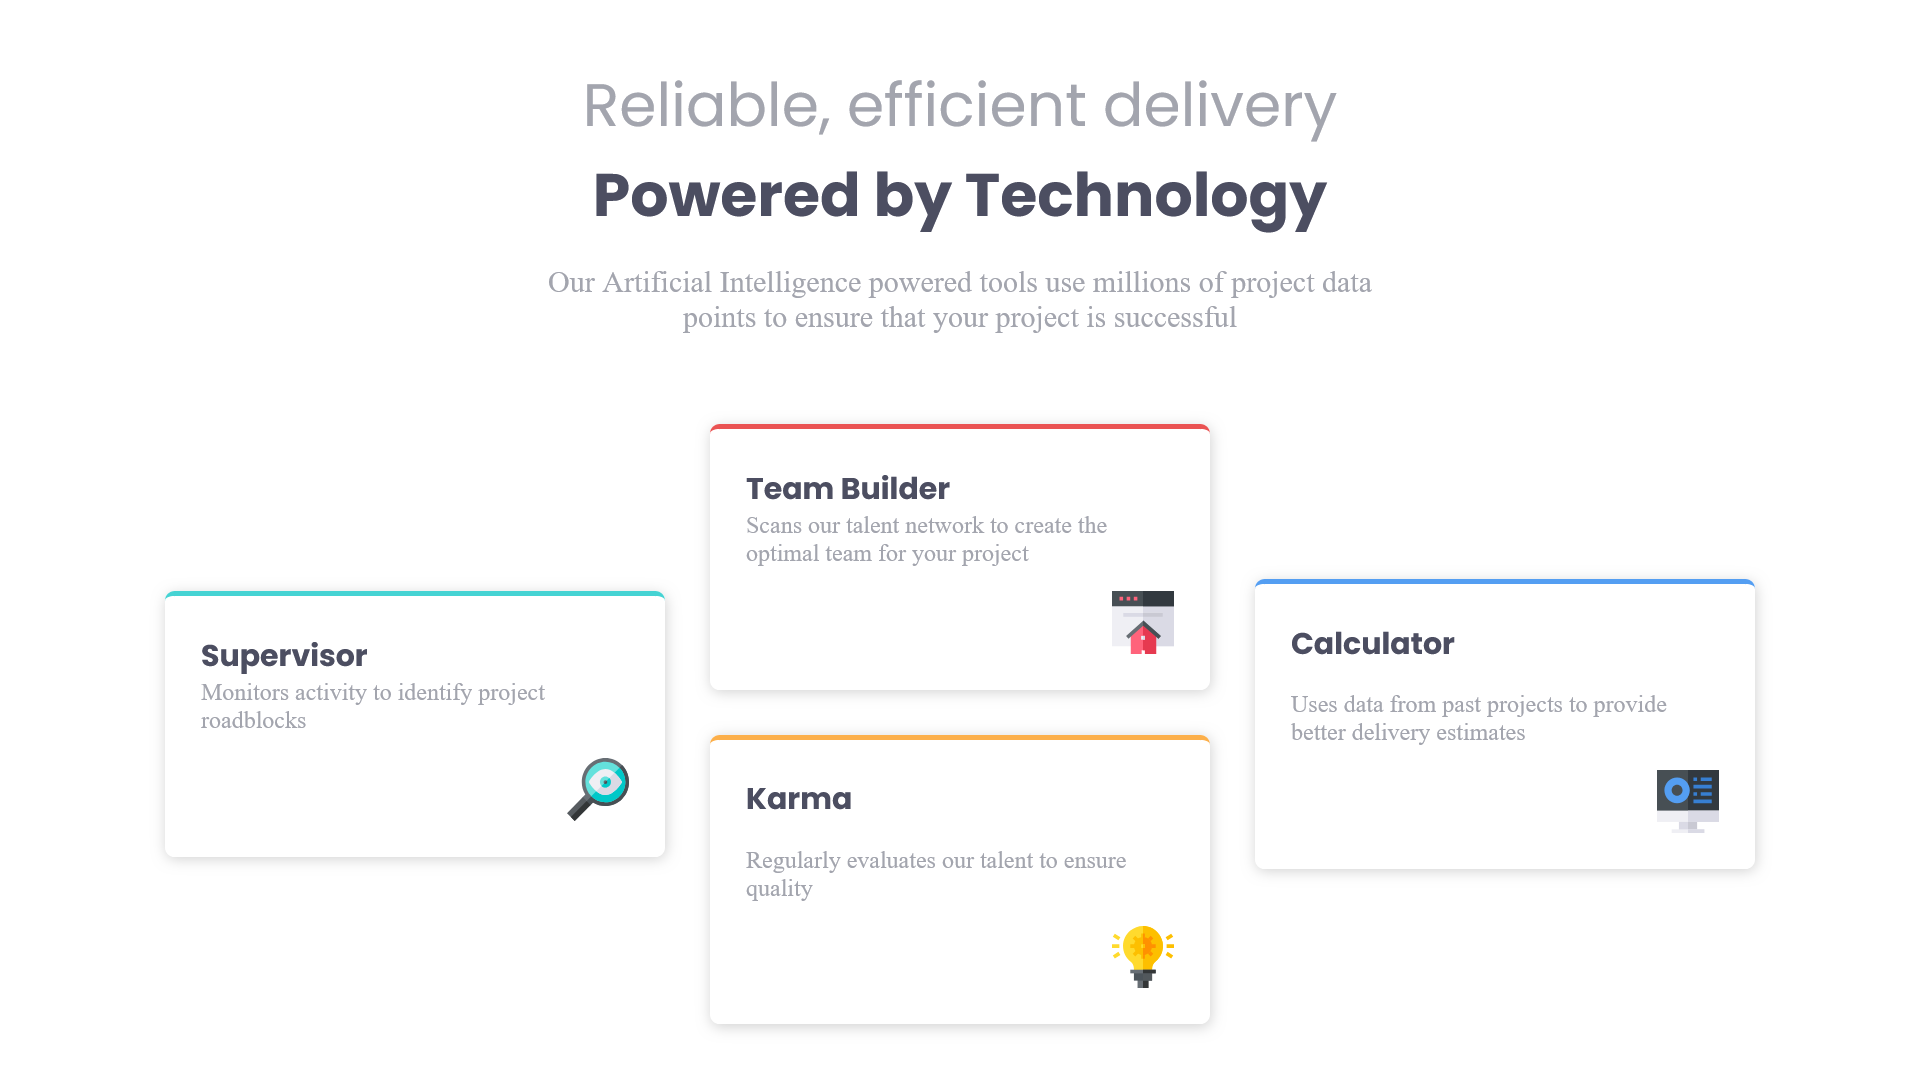 Reliable, efficient delivery
Powered by Technology
Our Artificial Intelligence powered tools use millions of project data
points to ensure that your project is successful
Supervisor
Monitors activity to identify project
roadblocks
Team Builder
Scans our talent network to create the
optimal team for your project
Karma
Regularly evaluates our talent to ensure
quality
Calculator
Uses data from past projects to provide
better delivery estimates